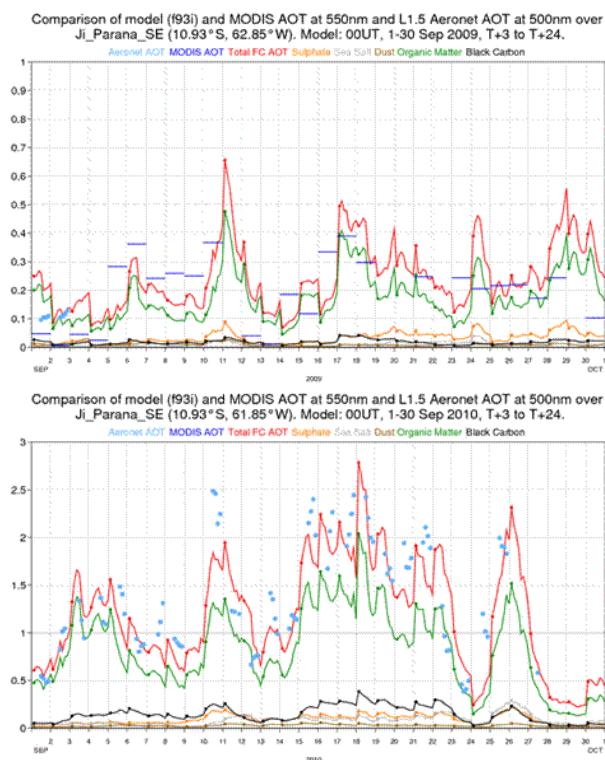 Comparison of model (f93i) and MODIS AOT at 550nm and L1.5 Aeronet AOT at 500nm over
Ji_Parana_SE (10.93°S, 62.85°W). Model: 00UT, 1-30 Sep 2009, T+3 to T+24.
Aeronet AOT MODIS AOT Total FC AOT Sulphate Sea Salt Dust Organic Matter Black Carbon
1
0.9
0.8
0.7
0.6
0.5
0.4
0.3
0.2
0.1
0
2 3 4 5 6 7 8 9 10 11 12 13 14 15 16 17 18 19 20 21 22 23 24 25 26 27 28 29 30 1
SEP OCT
2009
Comparison of model (f93i) and MODIS AOT at 550nm and L1.5 Aeronet AOT at 500nm over
Ji_Parana_SE (10.93°S, 61.85°W). Model: 00UT, 1-30 Sep 2010, T+3 to T+24.
Aeronet AOT MODIS AOT Total FC AOT Sulphate Sea Salt Dust Organic Matter Black Carbon
3
2.5
2
1.5
1
0.5
0
2 3 4 5 6 7 8 9 10 11 12 13 14 15 16 17 18 19 20 21 22 23 24 25 26 27 28 29 30 1
SEP OCT
2010